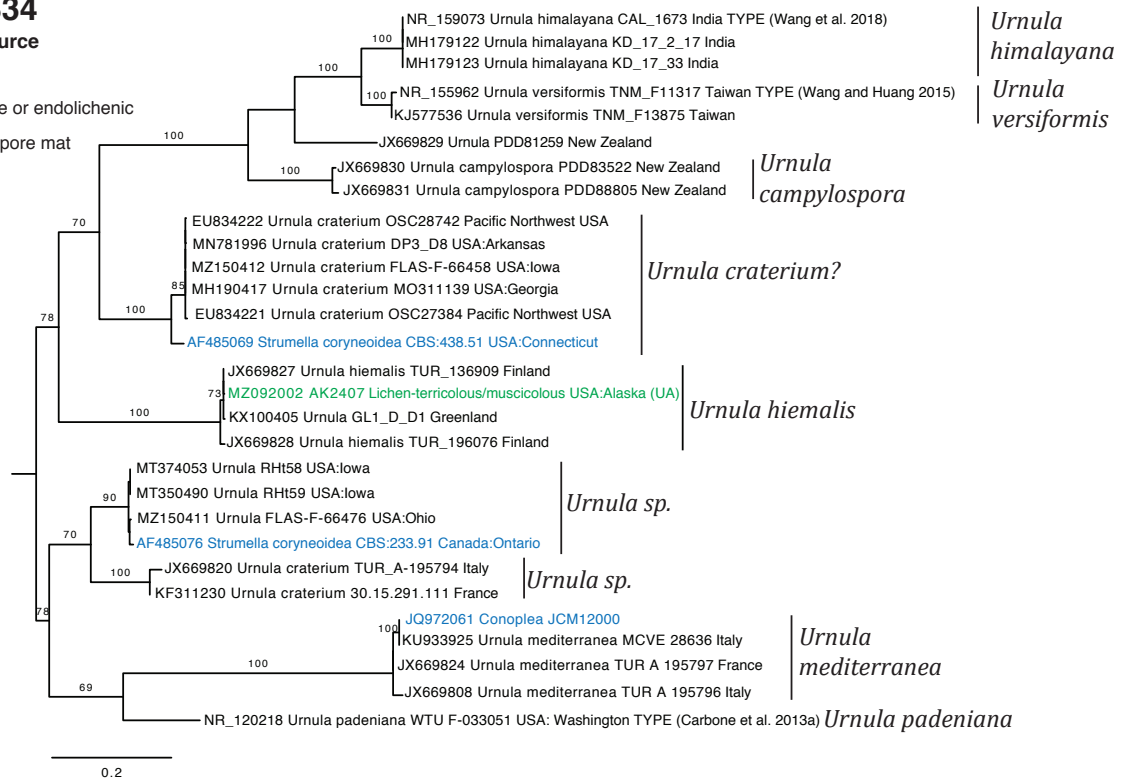 34
urce
e or endolichenic
pore mat
NR_159073 Urnula himalayana CAL_1673 India TYPE (Wang et al. 2018)
MH179122 Urnula himalayana KD_17_2_17 India
MH179123 Urnula himalayana KD_17_33 India
Urnula
himalayana
100
100
NR_155962 Urnula versiformis TNM_F11317 Taiwan TYPE (Wang and Huang 2015)
KJ577536 Urnula versiformis TNM_F13875 Taiwan
Urnula
versiformis
100
JX669829 Urnula PDD81259 New Zealand
100
JX669830 Urnula campylospora PDD83522 New Zealand
JX669831 Urnula campylospora PDD88805 New Zealand
Urnula
campylospora
100
70
EU834222 Urnula craterium OSC28742 Pacific Northwest USA
MN781996 Urnula craterium DP3_D8 USA:Arkansas
MZ150412 Urnula craterium FLAS-F-66458 USA:Iowa
MH190417 Urnula craterium MO311139 USA:Georgia
EU834221 Urnula craterium OSC27384 Pacific Northwest USA
AF485069 Strumella coryneoidea CBS:438.51 USA:Connecticut
Urnula craterium?
85
100
78
JX669827 Urnula hiemalis TUR_136909 Finland
MZ092002 AK2407 Lichen-terricolous/muscicolous USA:Alaska (UA)
KX100405 Urnula GL1_D_D1 Greenland
JX669828 Urnula hiemalis TUR_196076 Finland
Urnula hiemalis
73
100
MT374053 Urnula RHt58 USA:Iowa
MT350490 Urnula RHt59 USA:Iowa
MZ150411 Urnula FLAS-F-66476 USA:Ohio
AF485076 Strumella coryneoidea CBS:233.91 Canada:Ontario
Urnula sp.
90
70
JX669820 Urnula craterium TUR_A-195794 Italy
KF311230 Urnula craterium 30.15.291.111 France
Urnula sp.
100
78
JQ972061 Conoplea JCM12000
KU933925 Urnula mediterranea MCVE 28636 Italy
JX669824 Urnula mediterranea TUR A 195797 France
JX669808 Urnula mediterranea TUR A 195796 Italy
Urnula
mediterranea
100
100
69
NR_120218 Urnula padeniana WTU F-033051 USA: Washington TYPE (Carbone et al. 2013a) Urnula padeniana
0.2